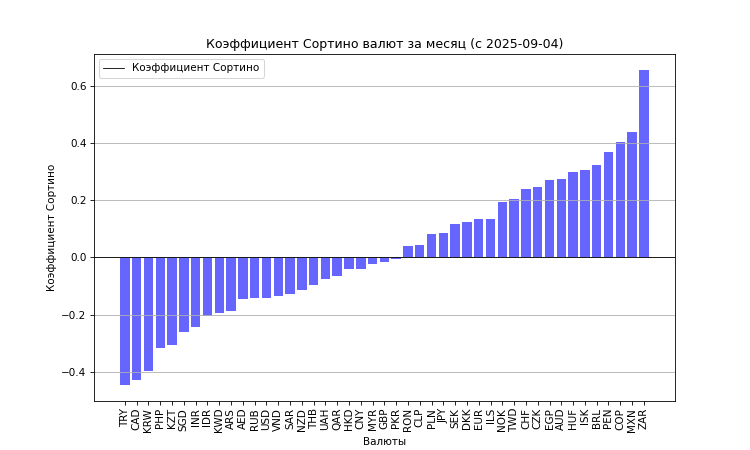 Коэффициент Сортино валют за месяц (с 2025-09-04)
Коэффициент Сортино
Коэффициент Сортино
0.6
0.4
0.2
0.0
−0.2
−0.4
TRY CAD KRW PHP KZT SGD INR IDR KWD ARS AED RUB USD VND SAR NZD THB UAH QAR HKD CNY MYR GBP PKR RON CLP PLN JPY SEK DKK EUR ILS NOK TWD CHF CZK EGP AUD HUF ISK BRL PEN COP MXN ZAR
Валюты